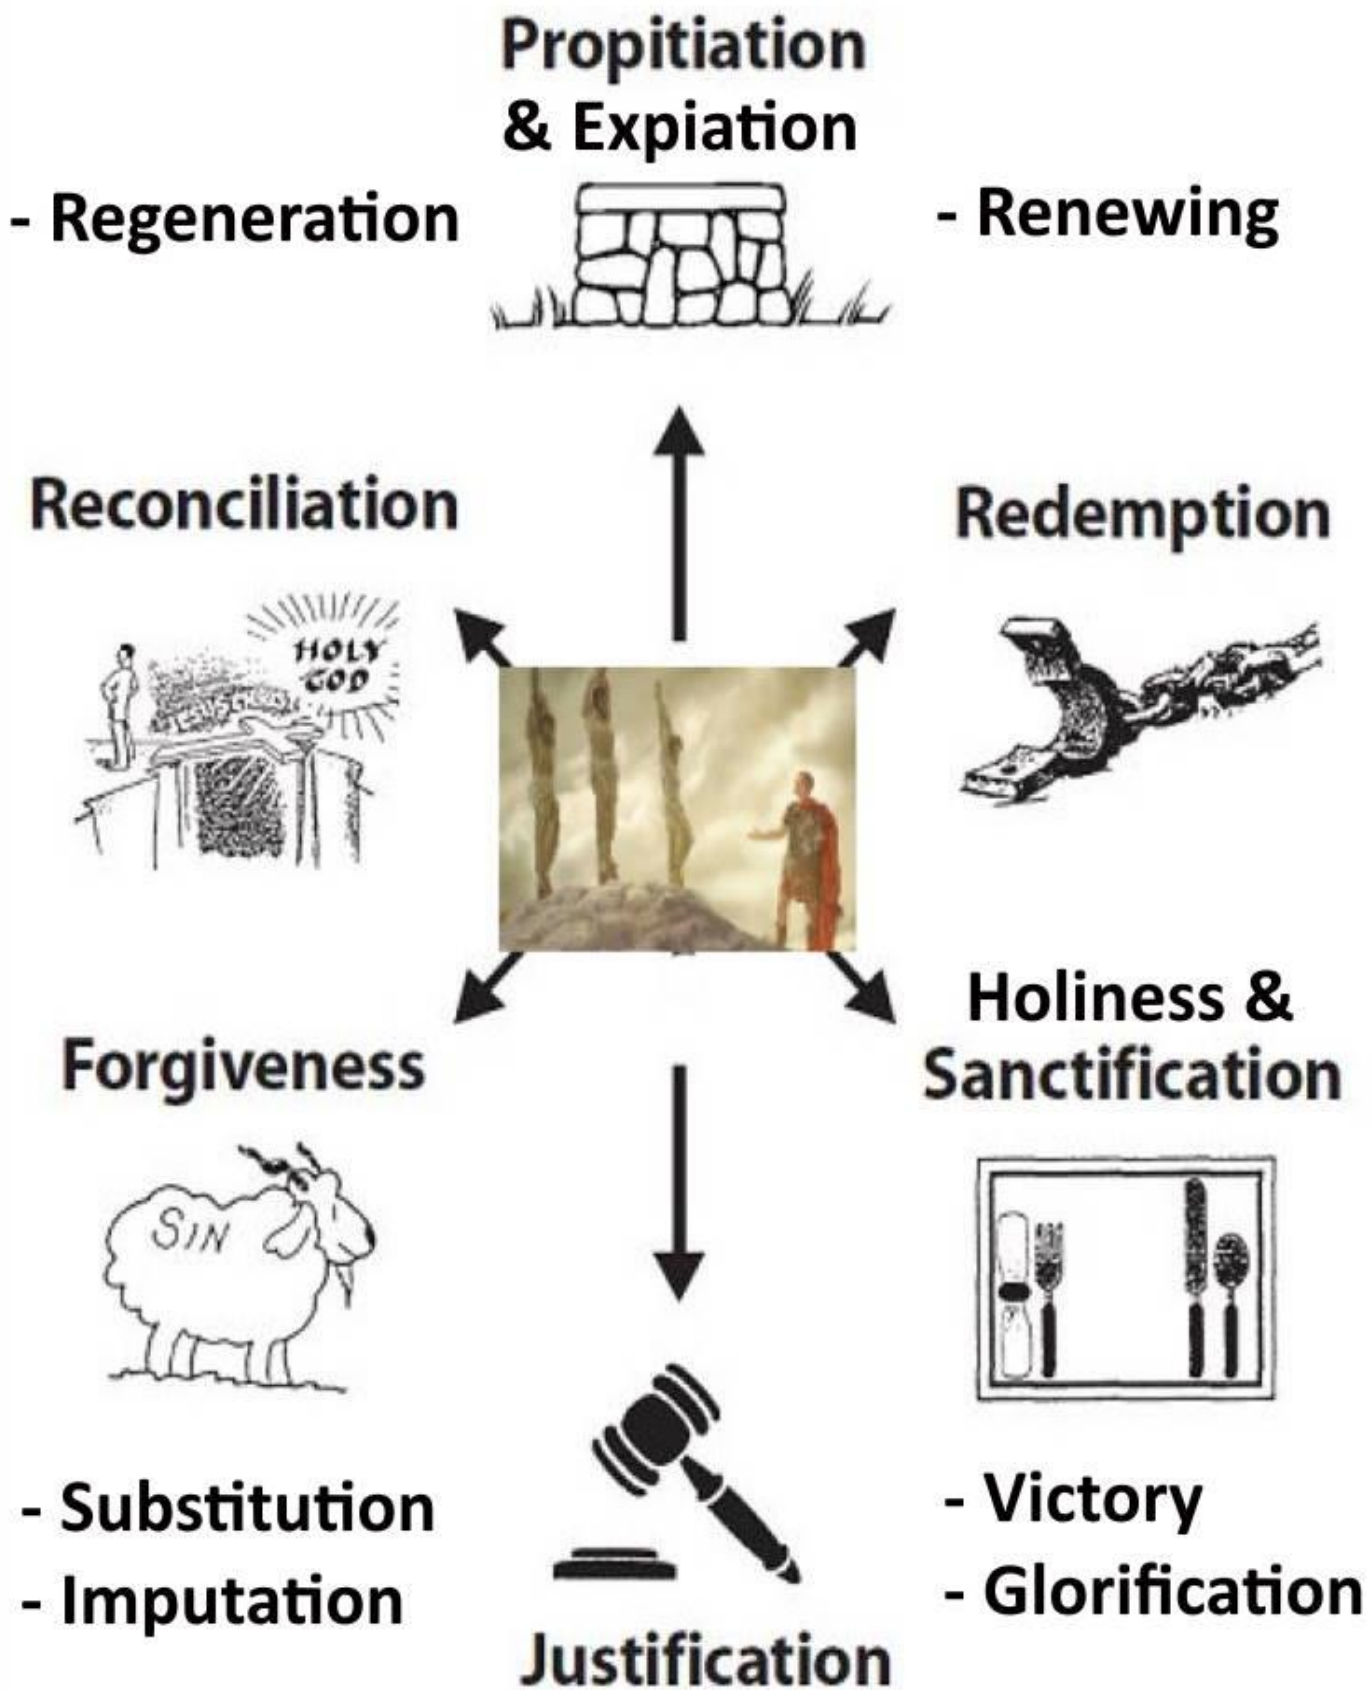 Propitiation
& Expiation
- Regeneration
- Renewing
Reconciliation
Redemption
HOLY
GOD
Holiness &
Sanctification
Forgiveness
SIN
- Substitution
- Imputation
- Victory
- Glorification
Justification